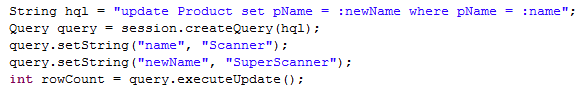 String hql = "update Product set pName = :newName where pName = :name";
Query query = session.createQuery(hql);
query.setString("name", "Scanner");
query.setString("newName", "SuperScanner");
int rowCount = query.executeUpdate();